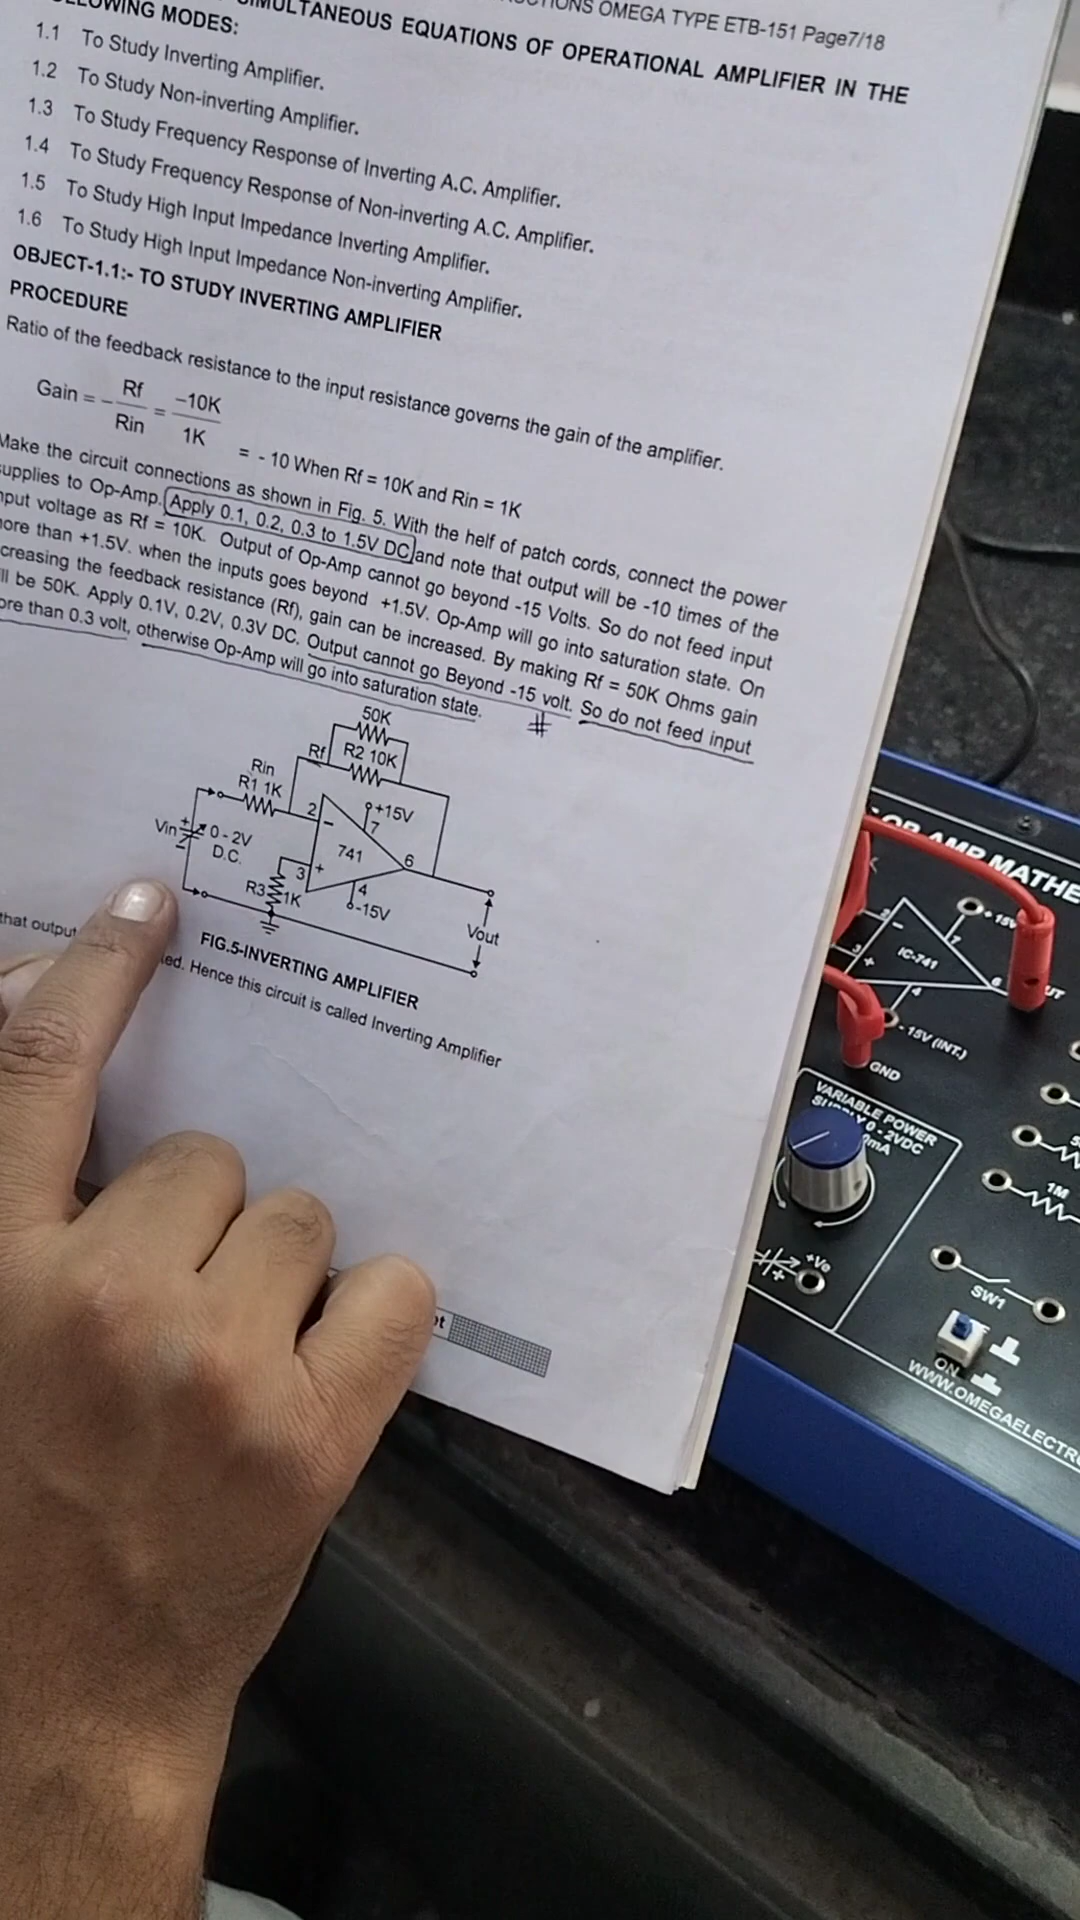 OMEGA TYPE ETB-151 Page7/18
SIMULTANEOUS EQUATIONS OF OPERATIONAL AMPLIFIER IN THE
MODES:
1.1 To Study Inverting Amplifier.
1.2 To Study Non-inverting Amplifier.
1.3 To Study Frequency Response of Inverting A.C. Amplifier.
1.4 To Study Frequency Response of Non-inverting A.C. Amplifier.
1.5 To Study High Input Impedance Inverting Amplifier.
1.6 To Study High Input Impedance Non-inverting Amplifier.
OBJECT-1.1:- TO STUDY INVERTING AMPLIFIER
PROCEDURE
Ratio of the feedback resistance to the input resistance governs the gain of the amplifier.
Gain = - Rf / Rin = -10K / 1K = - 10 When Rf = 10K and Rin = 1K
Make the circuit connections as shown in Fig. 5. With the helf of patch cords, connect the power
supplies to Op-Amp. Apply 0.1, 0.2, 0.3 to 1.5V DC and note that output will be -10 times of the
input voltage as Rf = 10K. Output of Op-Amp cannot go beyond -15 Volts. So do not feed input
more than +1.5V. when the inputs goes beyond +1.5V. Op-Amp will go into saturation state. On
increasing the feedback resistance (Rf), gain can be increased. By making Rf = 50K Ohms gain
will be 50K. Apply 0.1V, 0.2V, 0.3V DC. Output cannot go Beyond -15 volt. So do not feed input
more than 0.3 volt, otherwise Op-Amp will go into saturation state. #
50K
Rf R2 10K
Rin
R1 1K
2 - +15V
7
Vin + - 0 - 2V
D.C.
741
6
3 +
4
R3 1K
-15V
Vout
FIG.5-INVERTING AMPLIFIER
that output
ted. Hence this circuit is called Inverting Amplifier
OP-AMP MATHE
+ 15V
2 -
7
IC-741
3 +
6
4
- 15V (INT.)
GND
VARIABLE POWER
0 - 2VDC
mA
+Ve
1M
SW1
ON
WWW.OMEGAELECTR